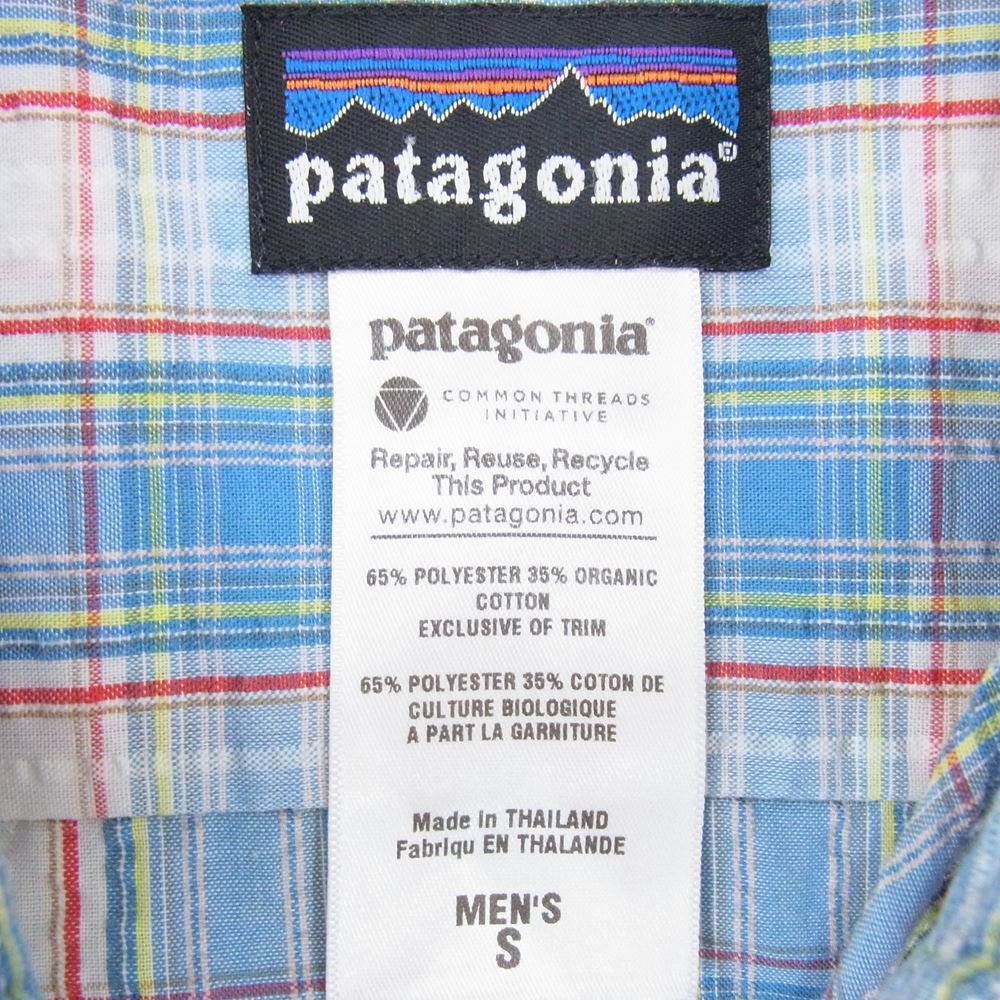 patagonia®
patagonia®
COMMON THREADS
INITIATIVE
Repair, Reuse, Recycle
This Product
www.patagonia.com
65% POLYESTER 35% ORGANIC
COTTON
EXCLUSIVE OF TRIM
65% POLYESTER 35% COTON DE
CULTURE BIOLOGIQUE
A PART LA GARNITURE
Made in THAILAND
Fabriqu EN THALANDE
MEN'S
S